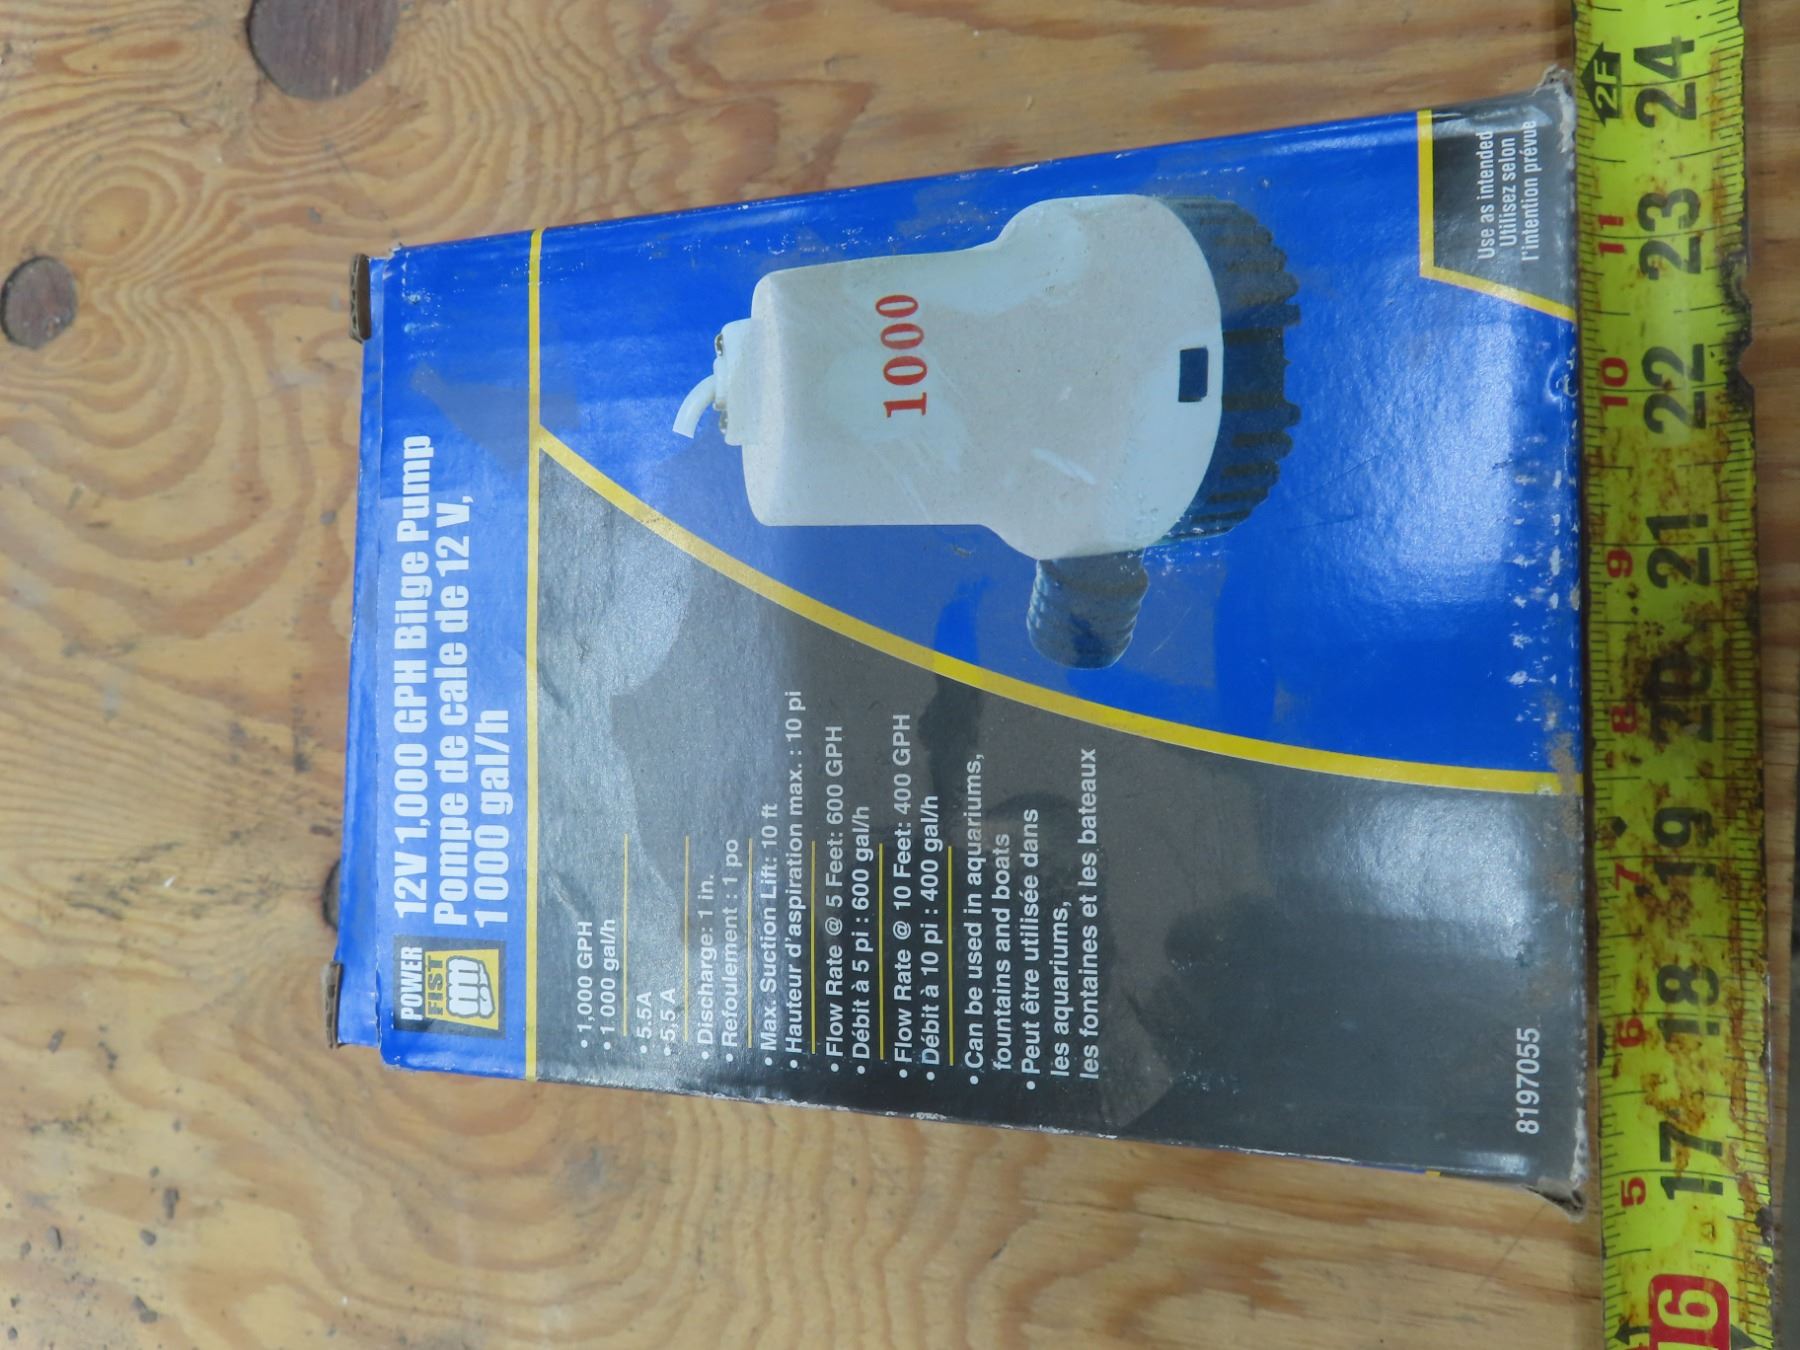 POWER
FIST
12V 1,000 GPH Bilge Pump
Pompe de cale de 12 V,
1 000 gal/h
• 1,000 GPH
• 1 000 gal/h
• 5.5A
• 5,5 A
• Discharge: 1 in.
• Refoulement : 1 po
• Max. Suction Lift: 10 ft
• Hauteur d'aspiration max. : 10 pi
• Flow Rate @ 5 Feet: 600 GPH
• Débit à 5 pi : 600 gal/h
• Flow Rate @ 10 Feet: 400 GPH
• Débit à 10 pi : 400 gal/h
• Can be used in aquariums,
fountains and boats
• Peut être utilisée dans
les aquariums,
les fontaines et les bateaux
1000
8197055
Use as intended
Utilisez selon
l'intention prévue
2F
24
11
23
10
22
9
21
8
20
7
19
6
18
17
5
16